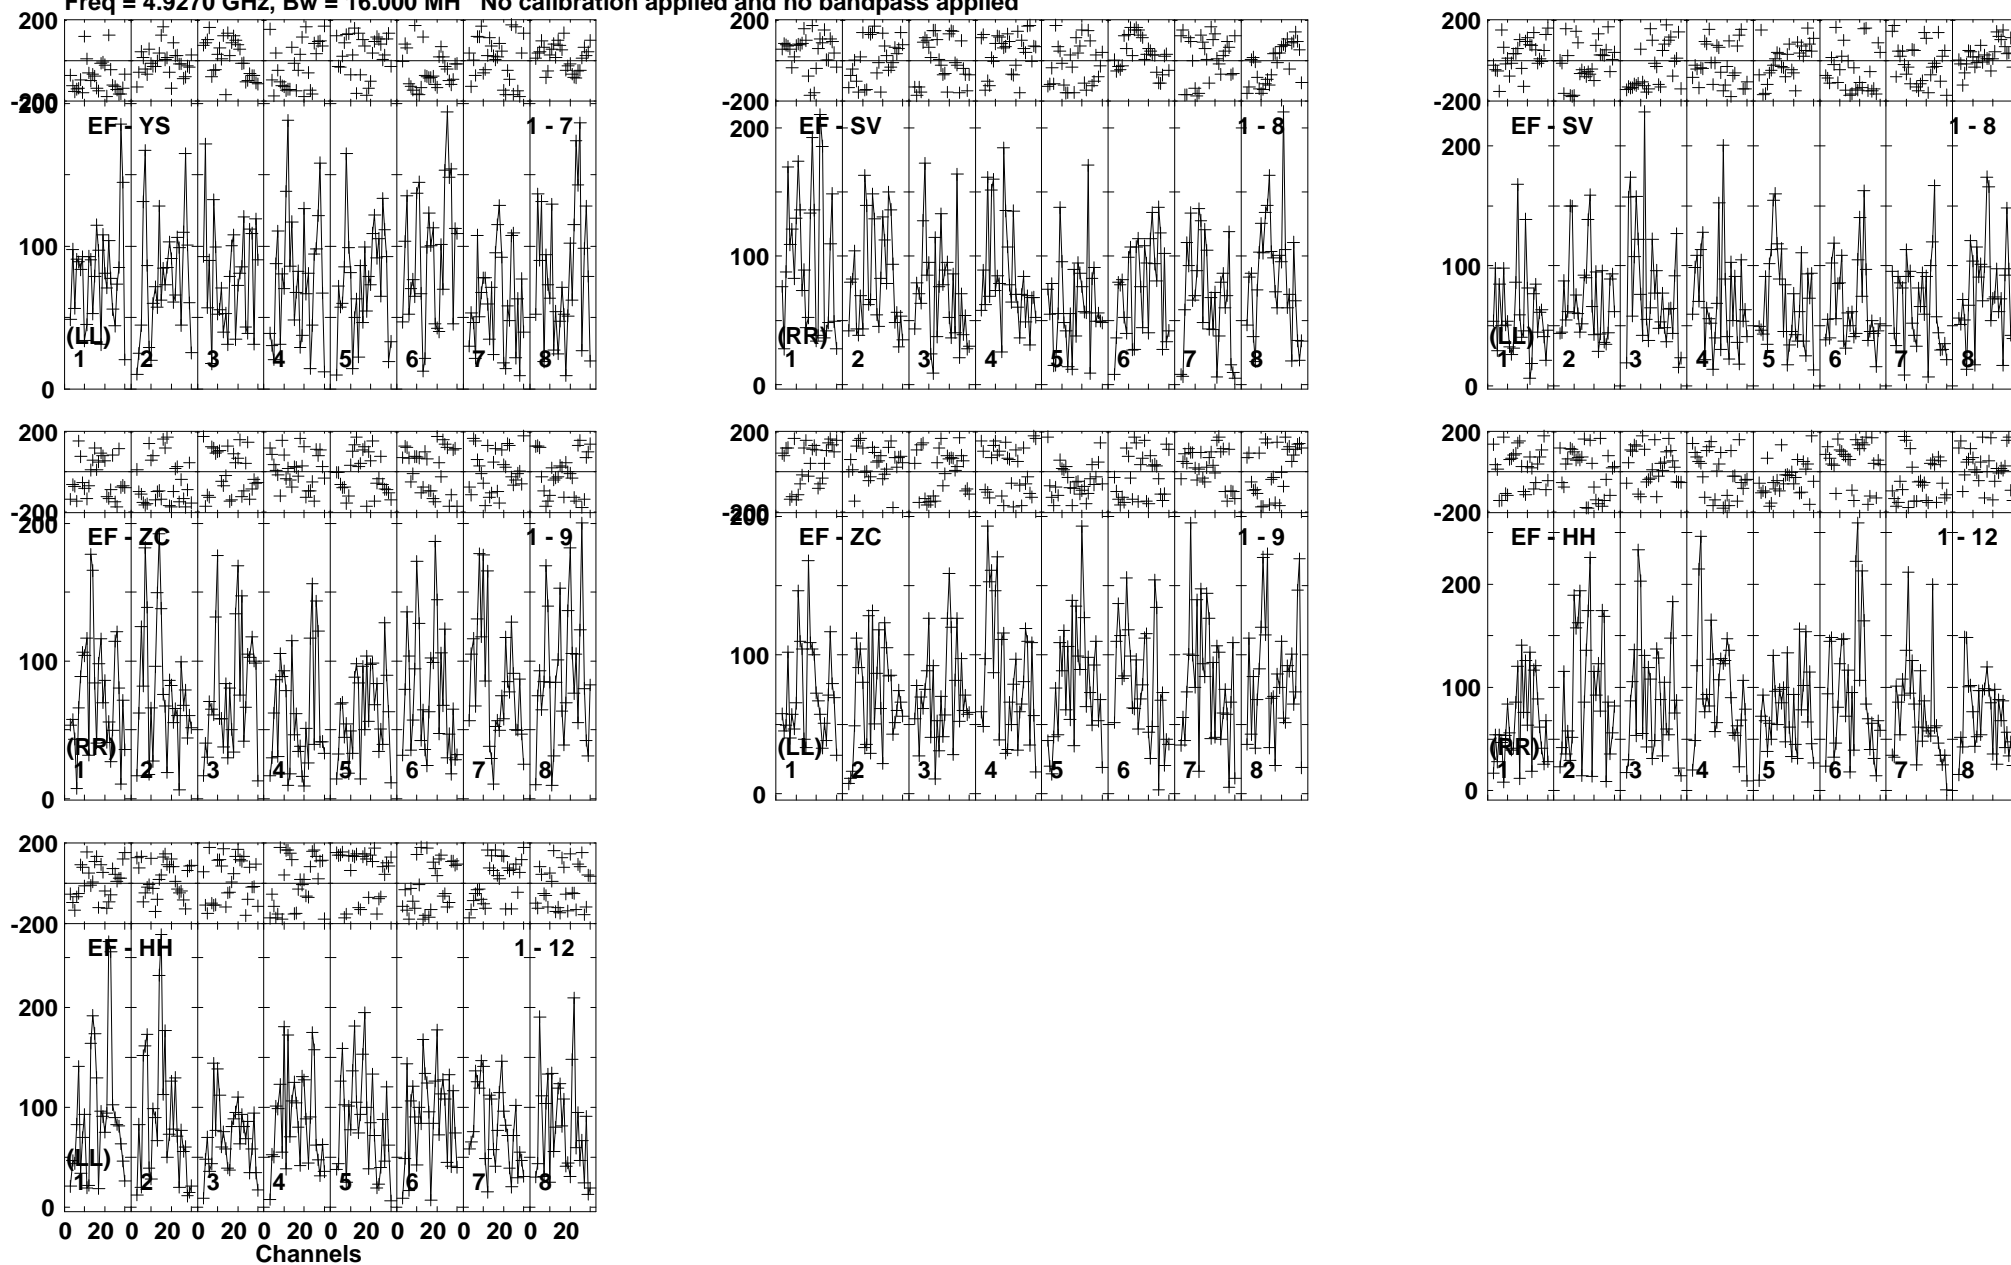 Freq = 4.9270 GHz, Bw = 16.000 MH No calibration applied and no bandpass applied
200 200 200
-200 -200 -200
200 EF - YS 1 - 7
200 EF - SV 1 - 8
200 EF - SV 1 - 8
100 100 100
(LL) (RR) (LL)
1 2 3 4 5 6 7 8
1 2 3 4 5 6 7 8
1 2 3 4 5 6 7 8
0 0 0
200 200 200
-200 -200 -200
200 EF - ZC 1 - 9
200 EF - ZC 1 - 9
EF - HH 1 - 12
200
100 100 100
(RR) (LL) (RR)
1 2 3 4 5 6 7 8
1 2 3 4 5 6 7 8
1 2 3 4 5 6 7 8
0 0 0
200
-200
EF - HH 1 - 12
200
100
(LL)
1 2 3 4 5 6 7 8
0
0 20 0 20 0 20 0 20 0 20 0 20 0 20 0 20
Channels